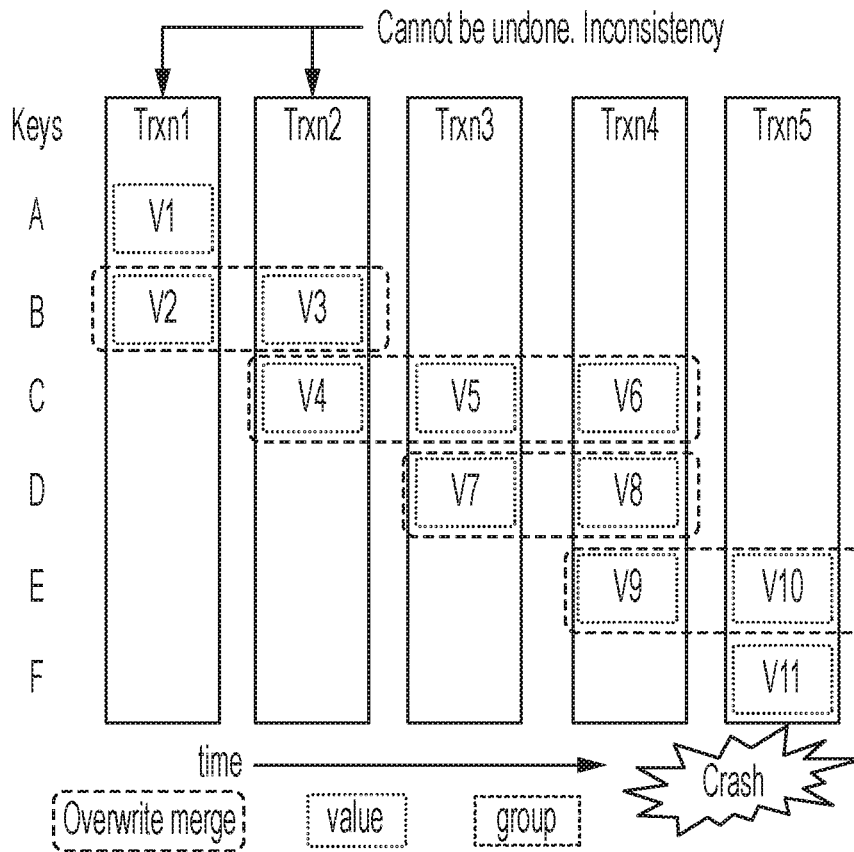 Cannot be undone. Inconsistency
Keys Trxn1 Trxn2 Trxn3 Trxn4 Trxn5
A V1
B V2 V3
C V4 V5 V6
D V7 V8
E V9 V10
F V11
time
Crash
Overwrite merge value group